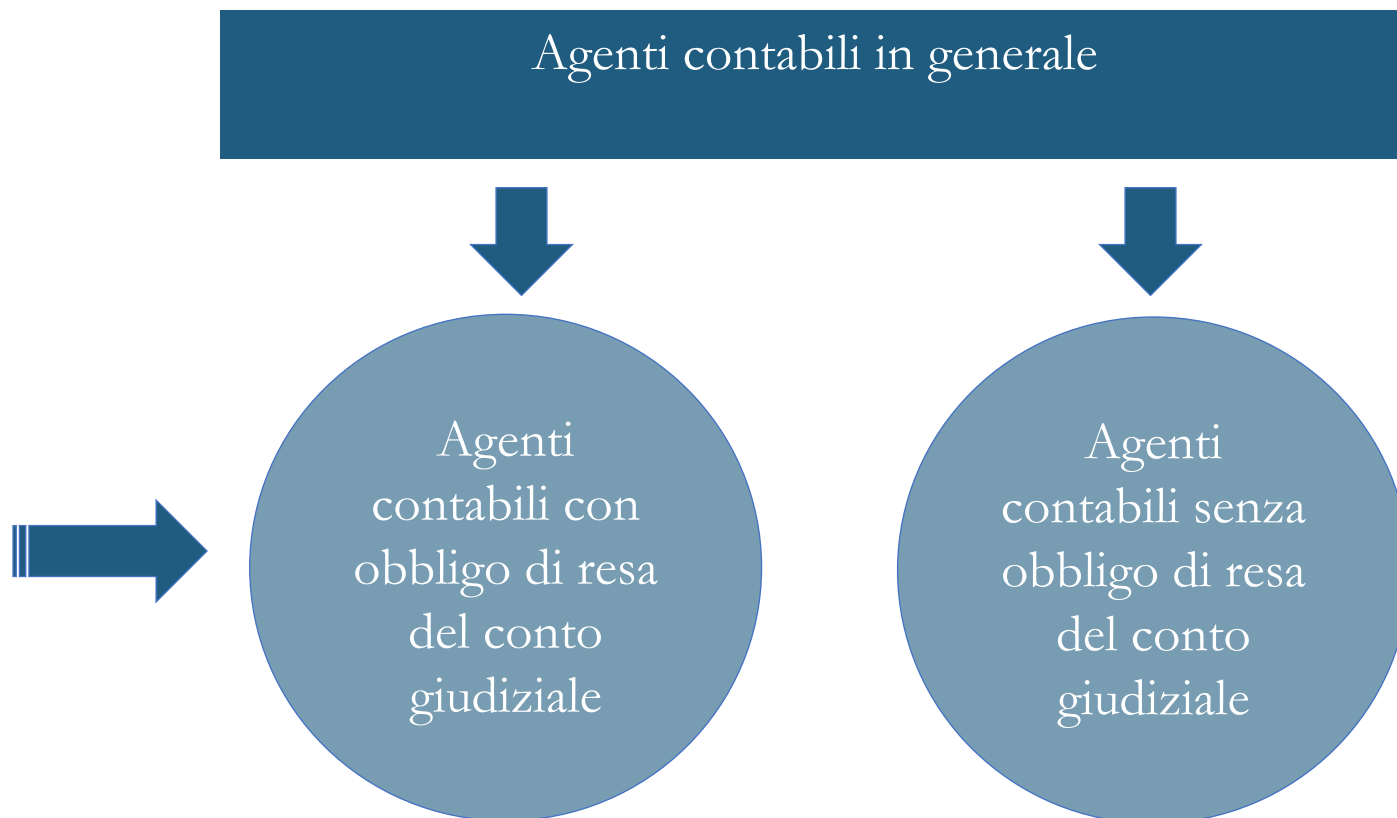 Agenti contabili in generale
Agenti
contabili con
obbligo di resa
del conto
giudiziale
Agenti
contabili senza
obbligo di resa
del conto
giudiziale